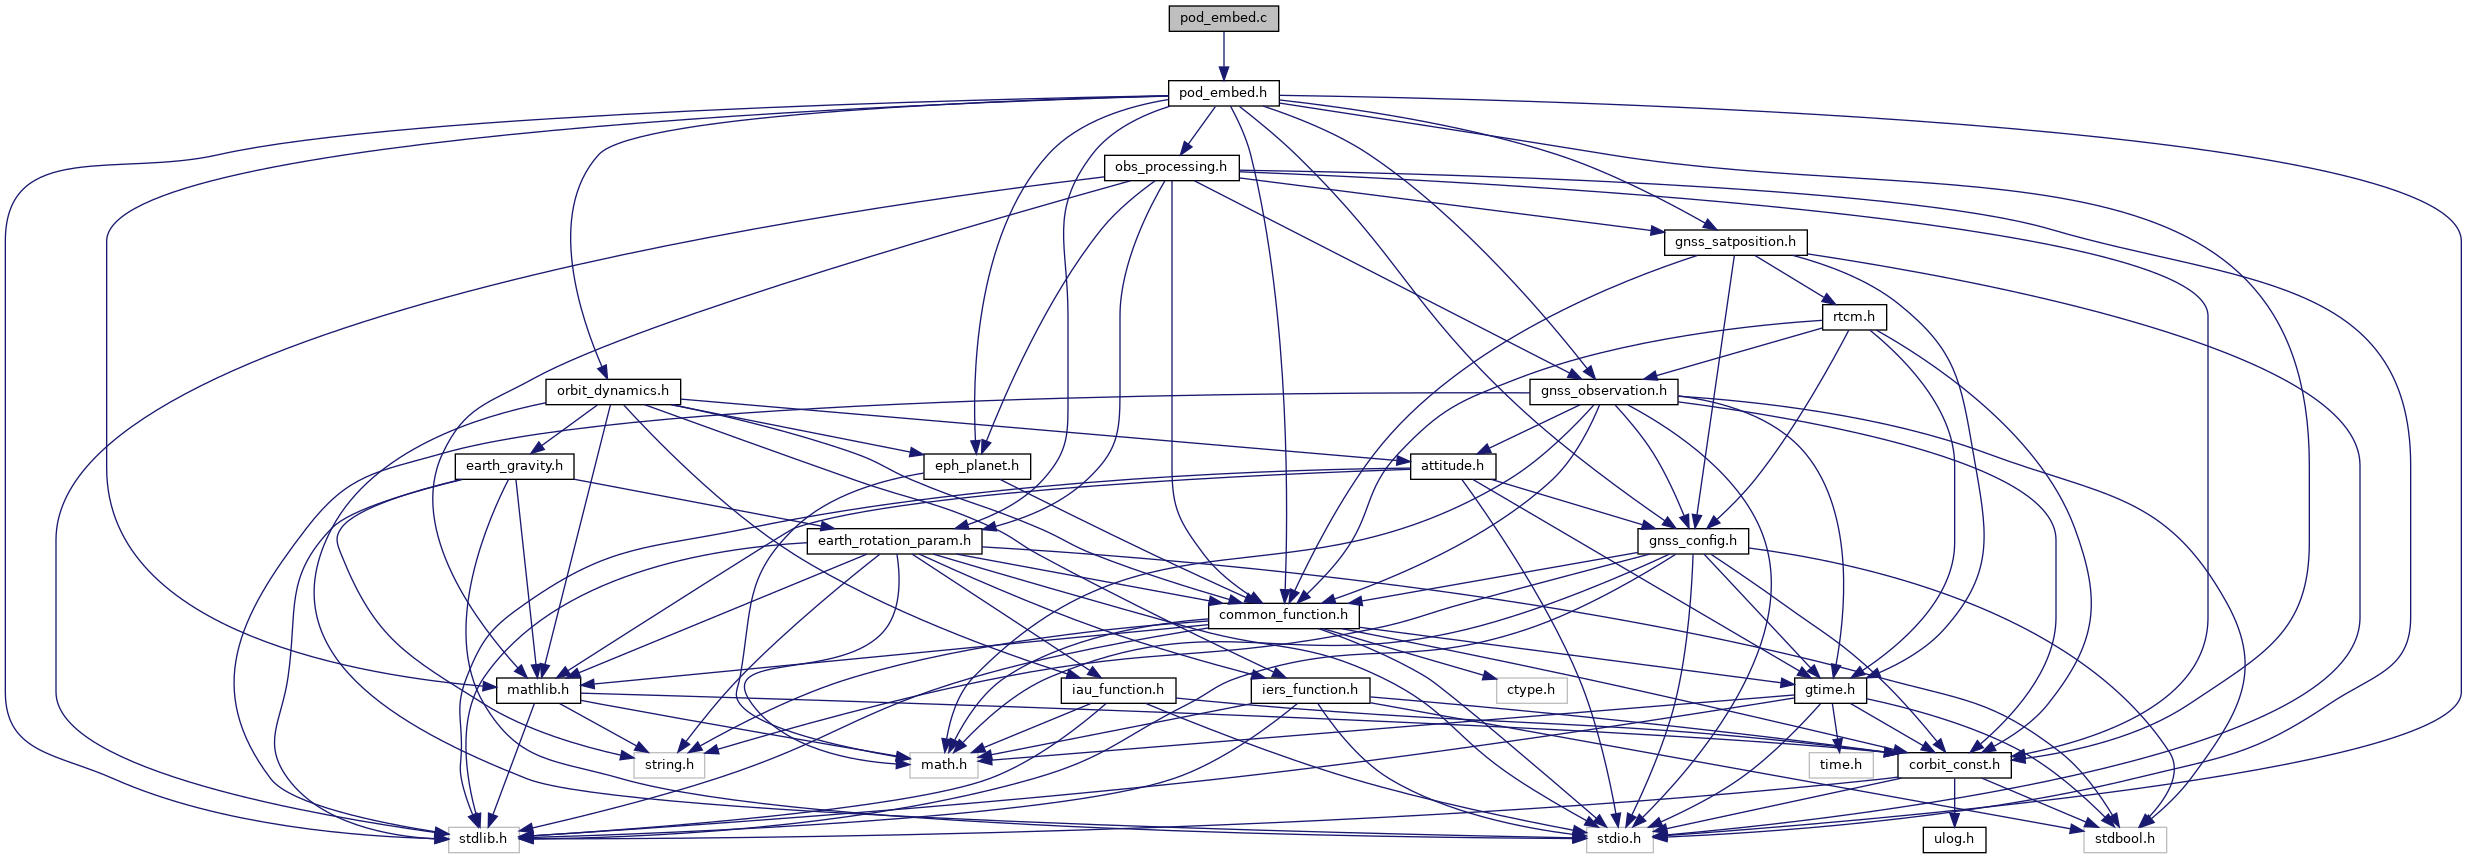 pod_embed.c
pod_embed.h
obs_processing.h
gnss_satposition.h
rtcm.h
orbit_dynamics.h
gnss_observation.h
earth_gravity.h
eph_planet.h
attitude.h
earth_rotation_param.h
gnss_config.h
common_function.h
mathlib.h
iau_function.h
iers_function.h
ctype.h
gtime.h
string.h
math.h
time.h
corbit_const.h
stdlib.h
stdio.h
ulog.h
stdbool.h